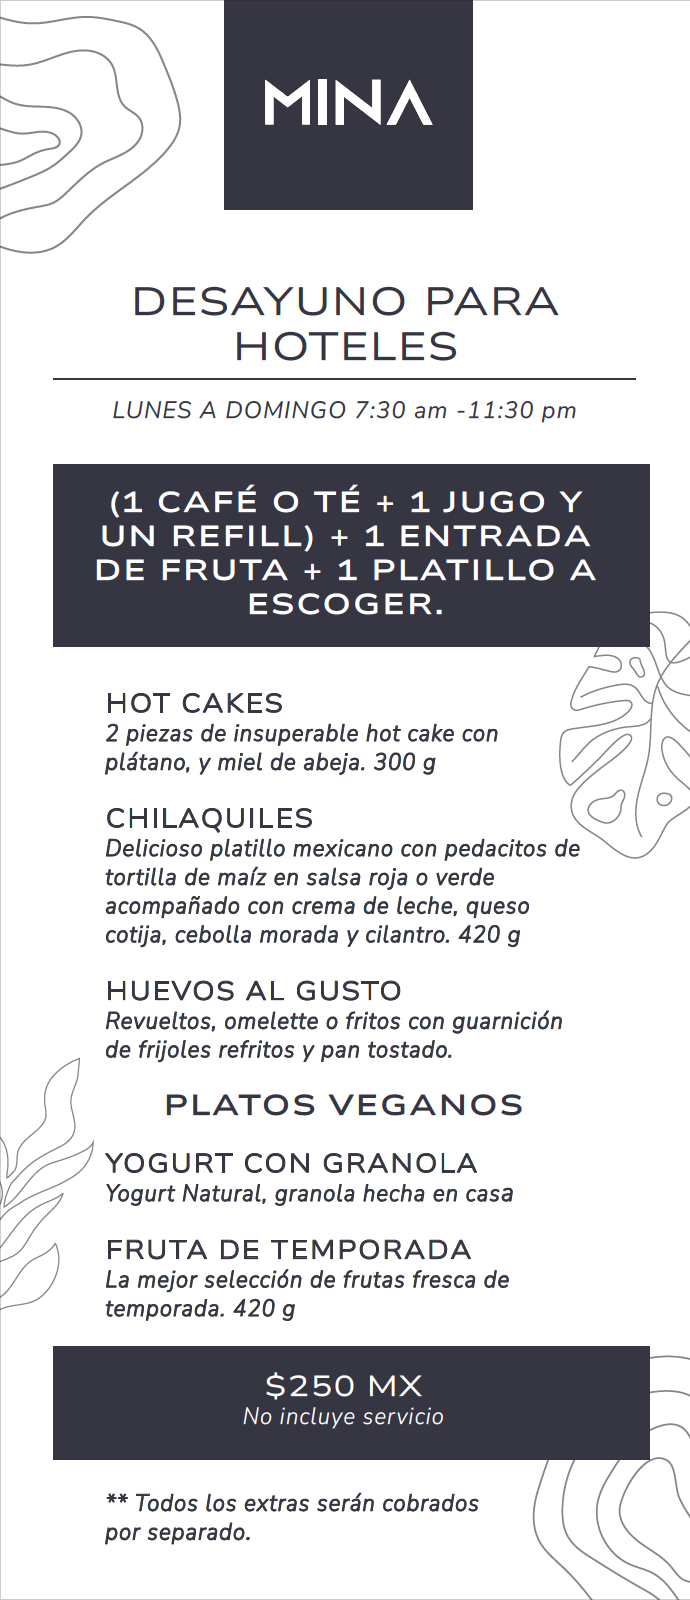 MINA
DESAYUNO PARA
HOTELES
LUNES A DOMINGO 7:30 am -11:30 pm
(1 CAFÉ O TÉ + 1 JUGO Y
UN REFILL) + 1 ENTRADA
DE FRUTA + 1 PLATILLO A
ESCOGER.
HOT CAKES
2 piezas de insuperable hot cake con
plátano, y miel de abeja. 300 g
CHILAQUILES
Delicioso platillo mexicano con pedacitos de
tortilla de maíz en salsa roja o verde
acompañado con crema de leche, queso
cotija, cebolla morada y cilantro. 420 g
HUEVOS AL GUSTO
Revueltos, omelette o fritos con guarnición
de frijoles refritos y pan tostado.
PLATOS VEGANOS
YOGURT CON GRANOLA
Yogurt Natural, granola hecha en casa
FRUTA DE TEMPORADA
La mejor selección de frutas fresca de
temporada. 420 g
$250 MX
No incluye servicio
** Todos los extras serán cobrados
por separado.